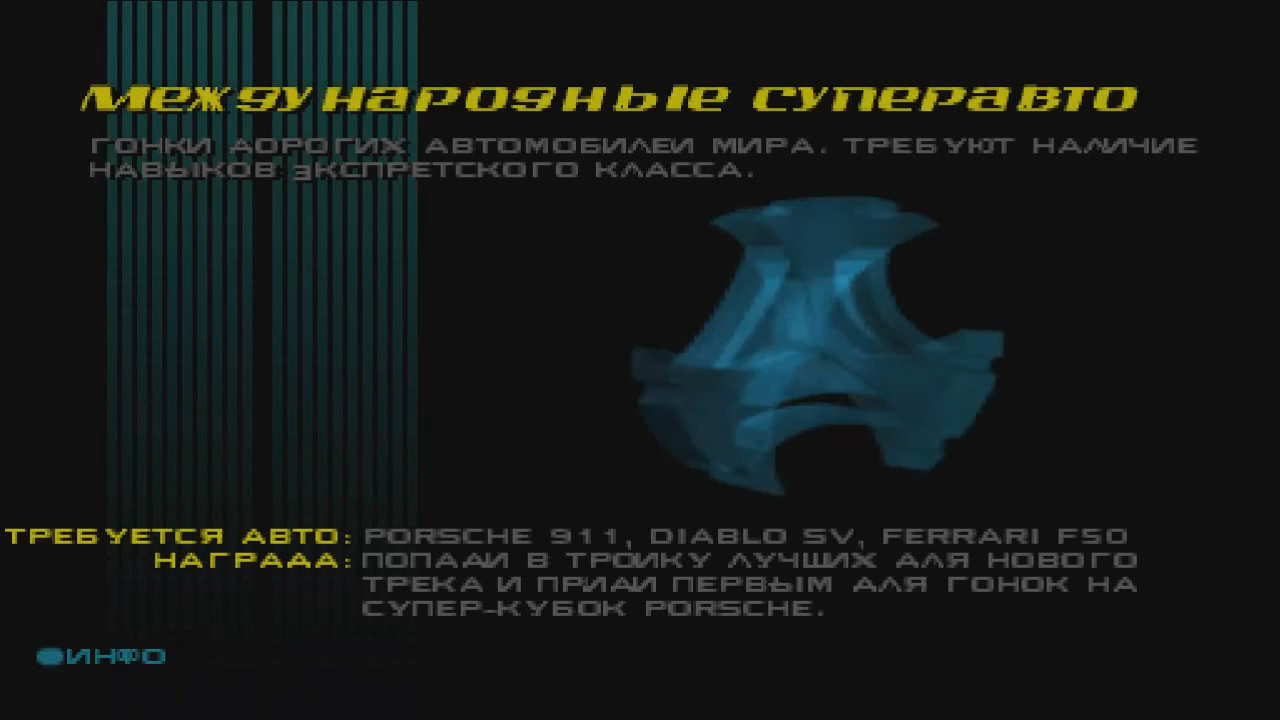 Международные суперавто
ГОНКИ ДОРОГИХ АВТОМОБИЛЕЙ МИРА. ТРЕБУЮТ НАЛИЧИЕ
НАВЫКОВ ЭКСПРЕТСКОГО КЛАССА.
ТРЕБУЕТСЯ АВТО: PORSCHE 911, DIABLO SV, FERRARI F50
НАГРАДА: ПОПАДИ В ТРОЙКУ ЛУЧШИХ ДЛЯ НОВОГО
ТРЕКА И ПРИДИ ПЕРВЫМ ДЛЯ ГОНОК НА
СУПЕР-КУБОК PORSCHE.
ИНФО